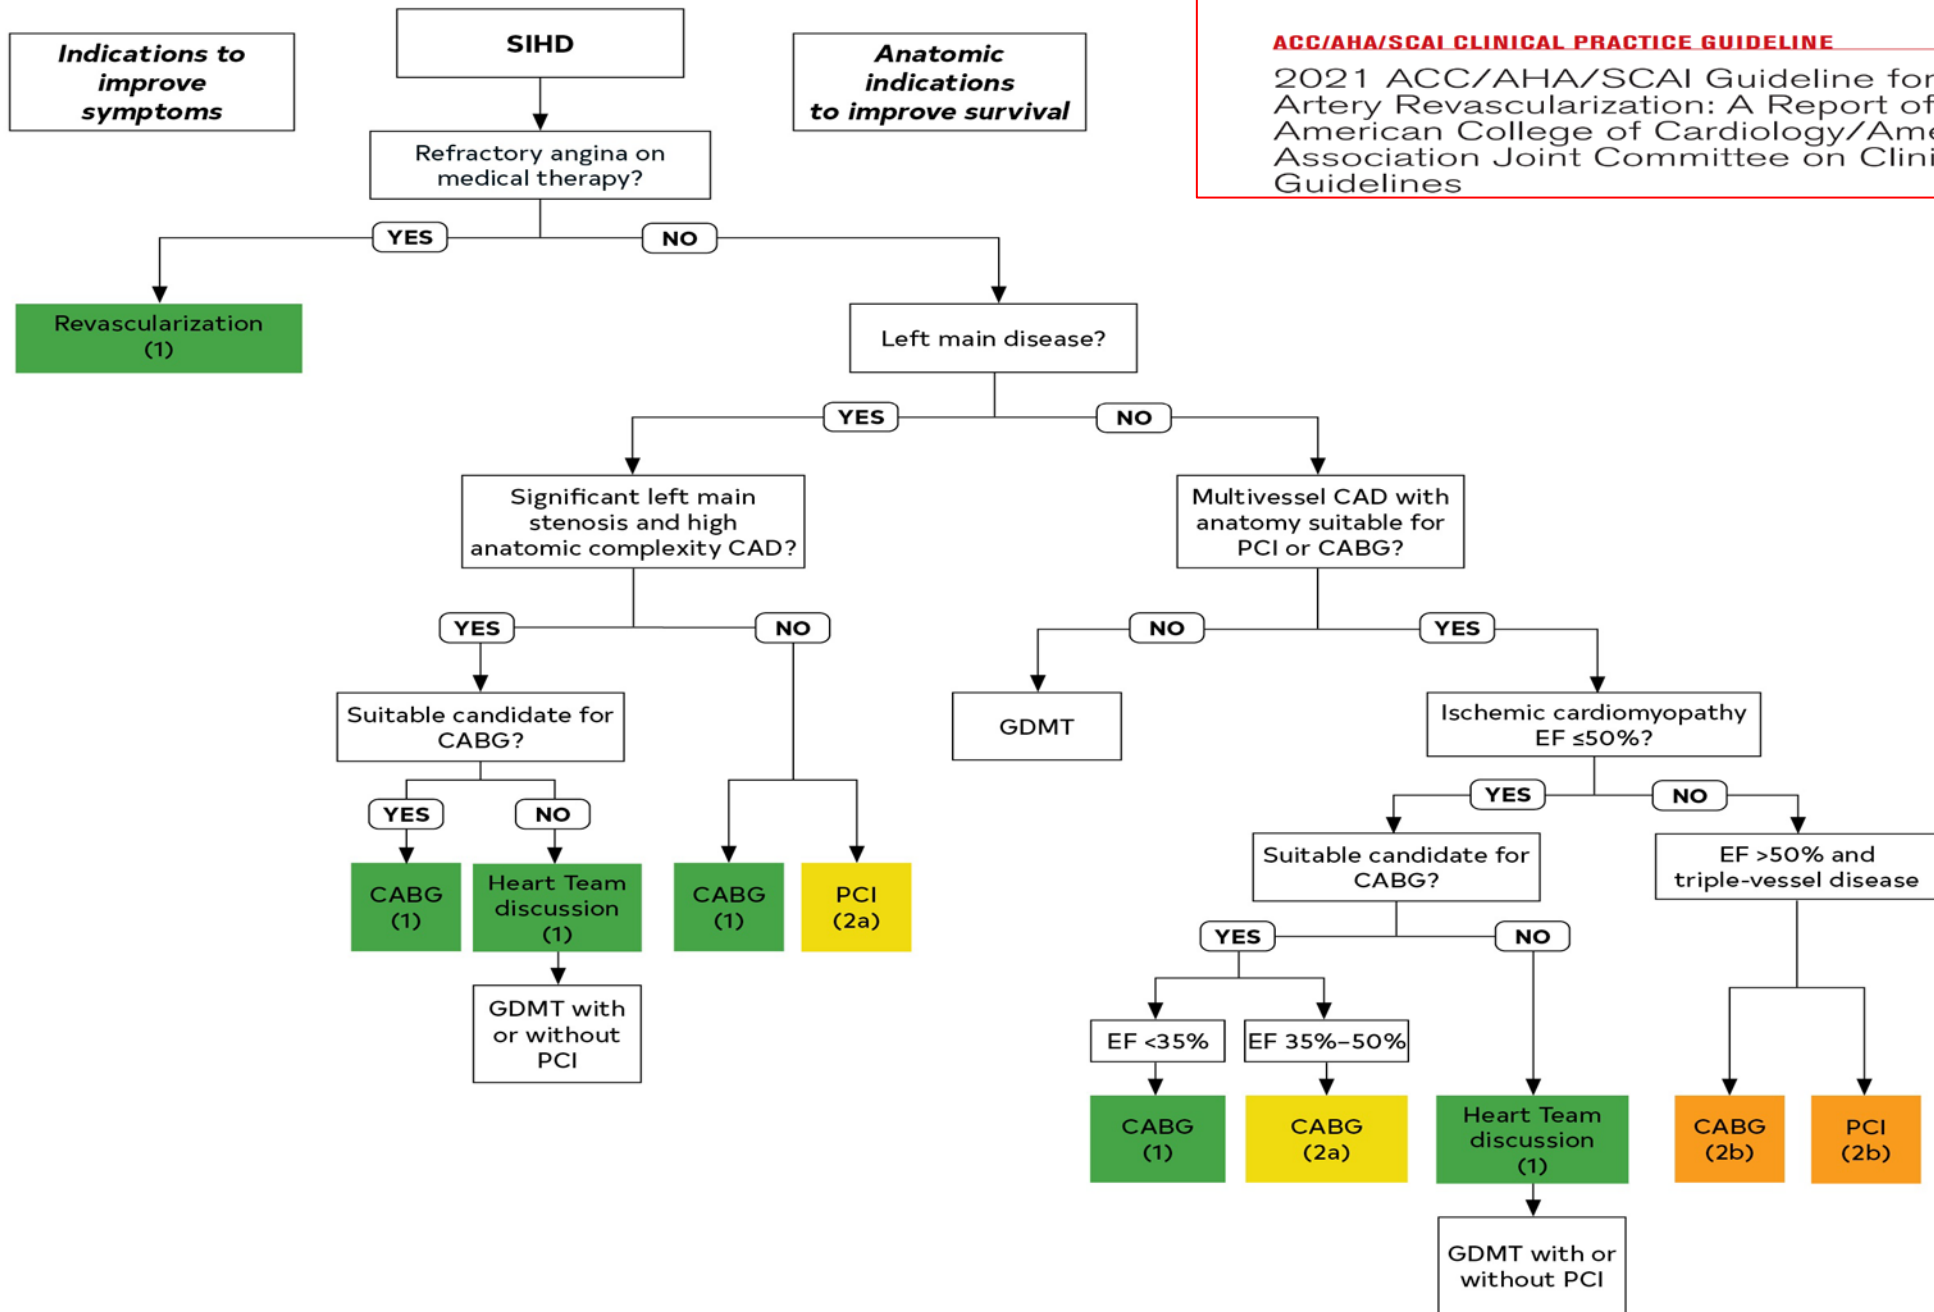 Indications to
improve
symptoms
SIHD
Anatomic
indications
to improve survival
ACC/AHA/SCAI CLINICAL PRACTICE GUIDELINE
2021 ACC/AHA/SCAI Guideline for
Artery Revascularization: A Report of
American College of Cardiology/Ame
Association Joint Committee on Clini
Guidelines
Refractory angina on
medical therapy?
YES
NO
Revascularization
(1)
Left main disease?
YES
NO
Significant left main
stenosis and high
anatomic complexity CAD?
Multivessel CAD with
anatomy suitable for
PCI or CABG?
YES
NO
NO
YES
Suitable candidate for
CABG?
GDMT
Ischemic cardiomyopathy
EF ≤50%?
YES
NO
YES
NO
CABG
(1)
Heart Team
discussion
(1)
CABG
(1)
PCI
(2a)
Suitable candidate for
CABG?
EF >50% and
triple-vessel disease
GDMT with
or without
PCI
YES
NO
EF <35%
EF 35%–50%
CABG
(1)
CABG
(2a)
Heart Team
discussion
(1)
CABG
(2b)
PCI
(2b)
GDMT with or
without PCI